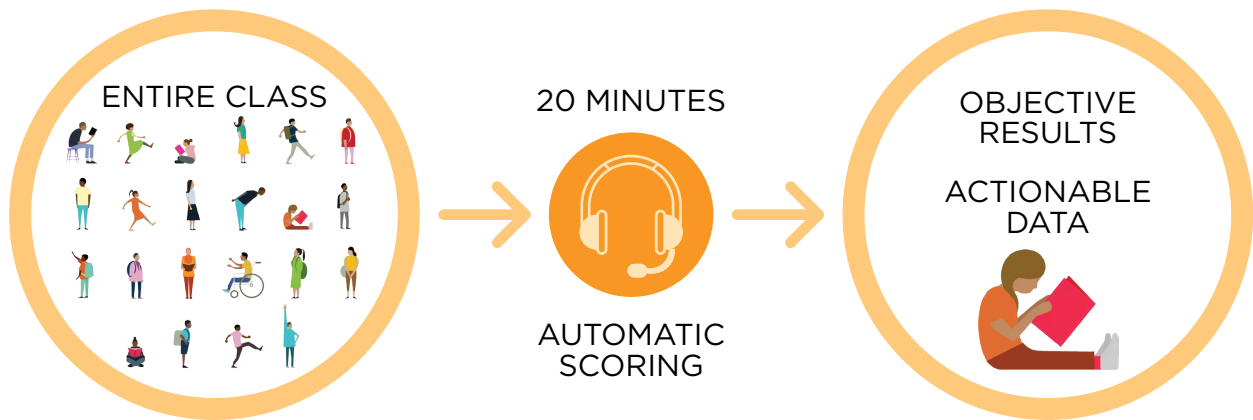 ENTIRE CLASS
20 MINUTES
AUTOMATIC
SCORING
OBJECTIVE
RESULTS
ACTIONABLE
DATA